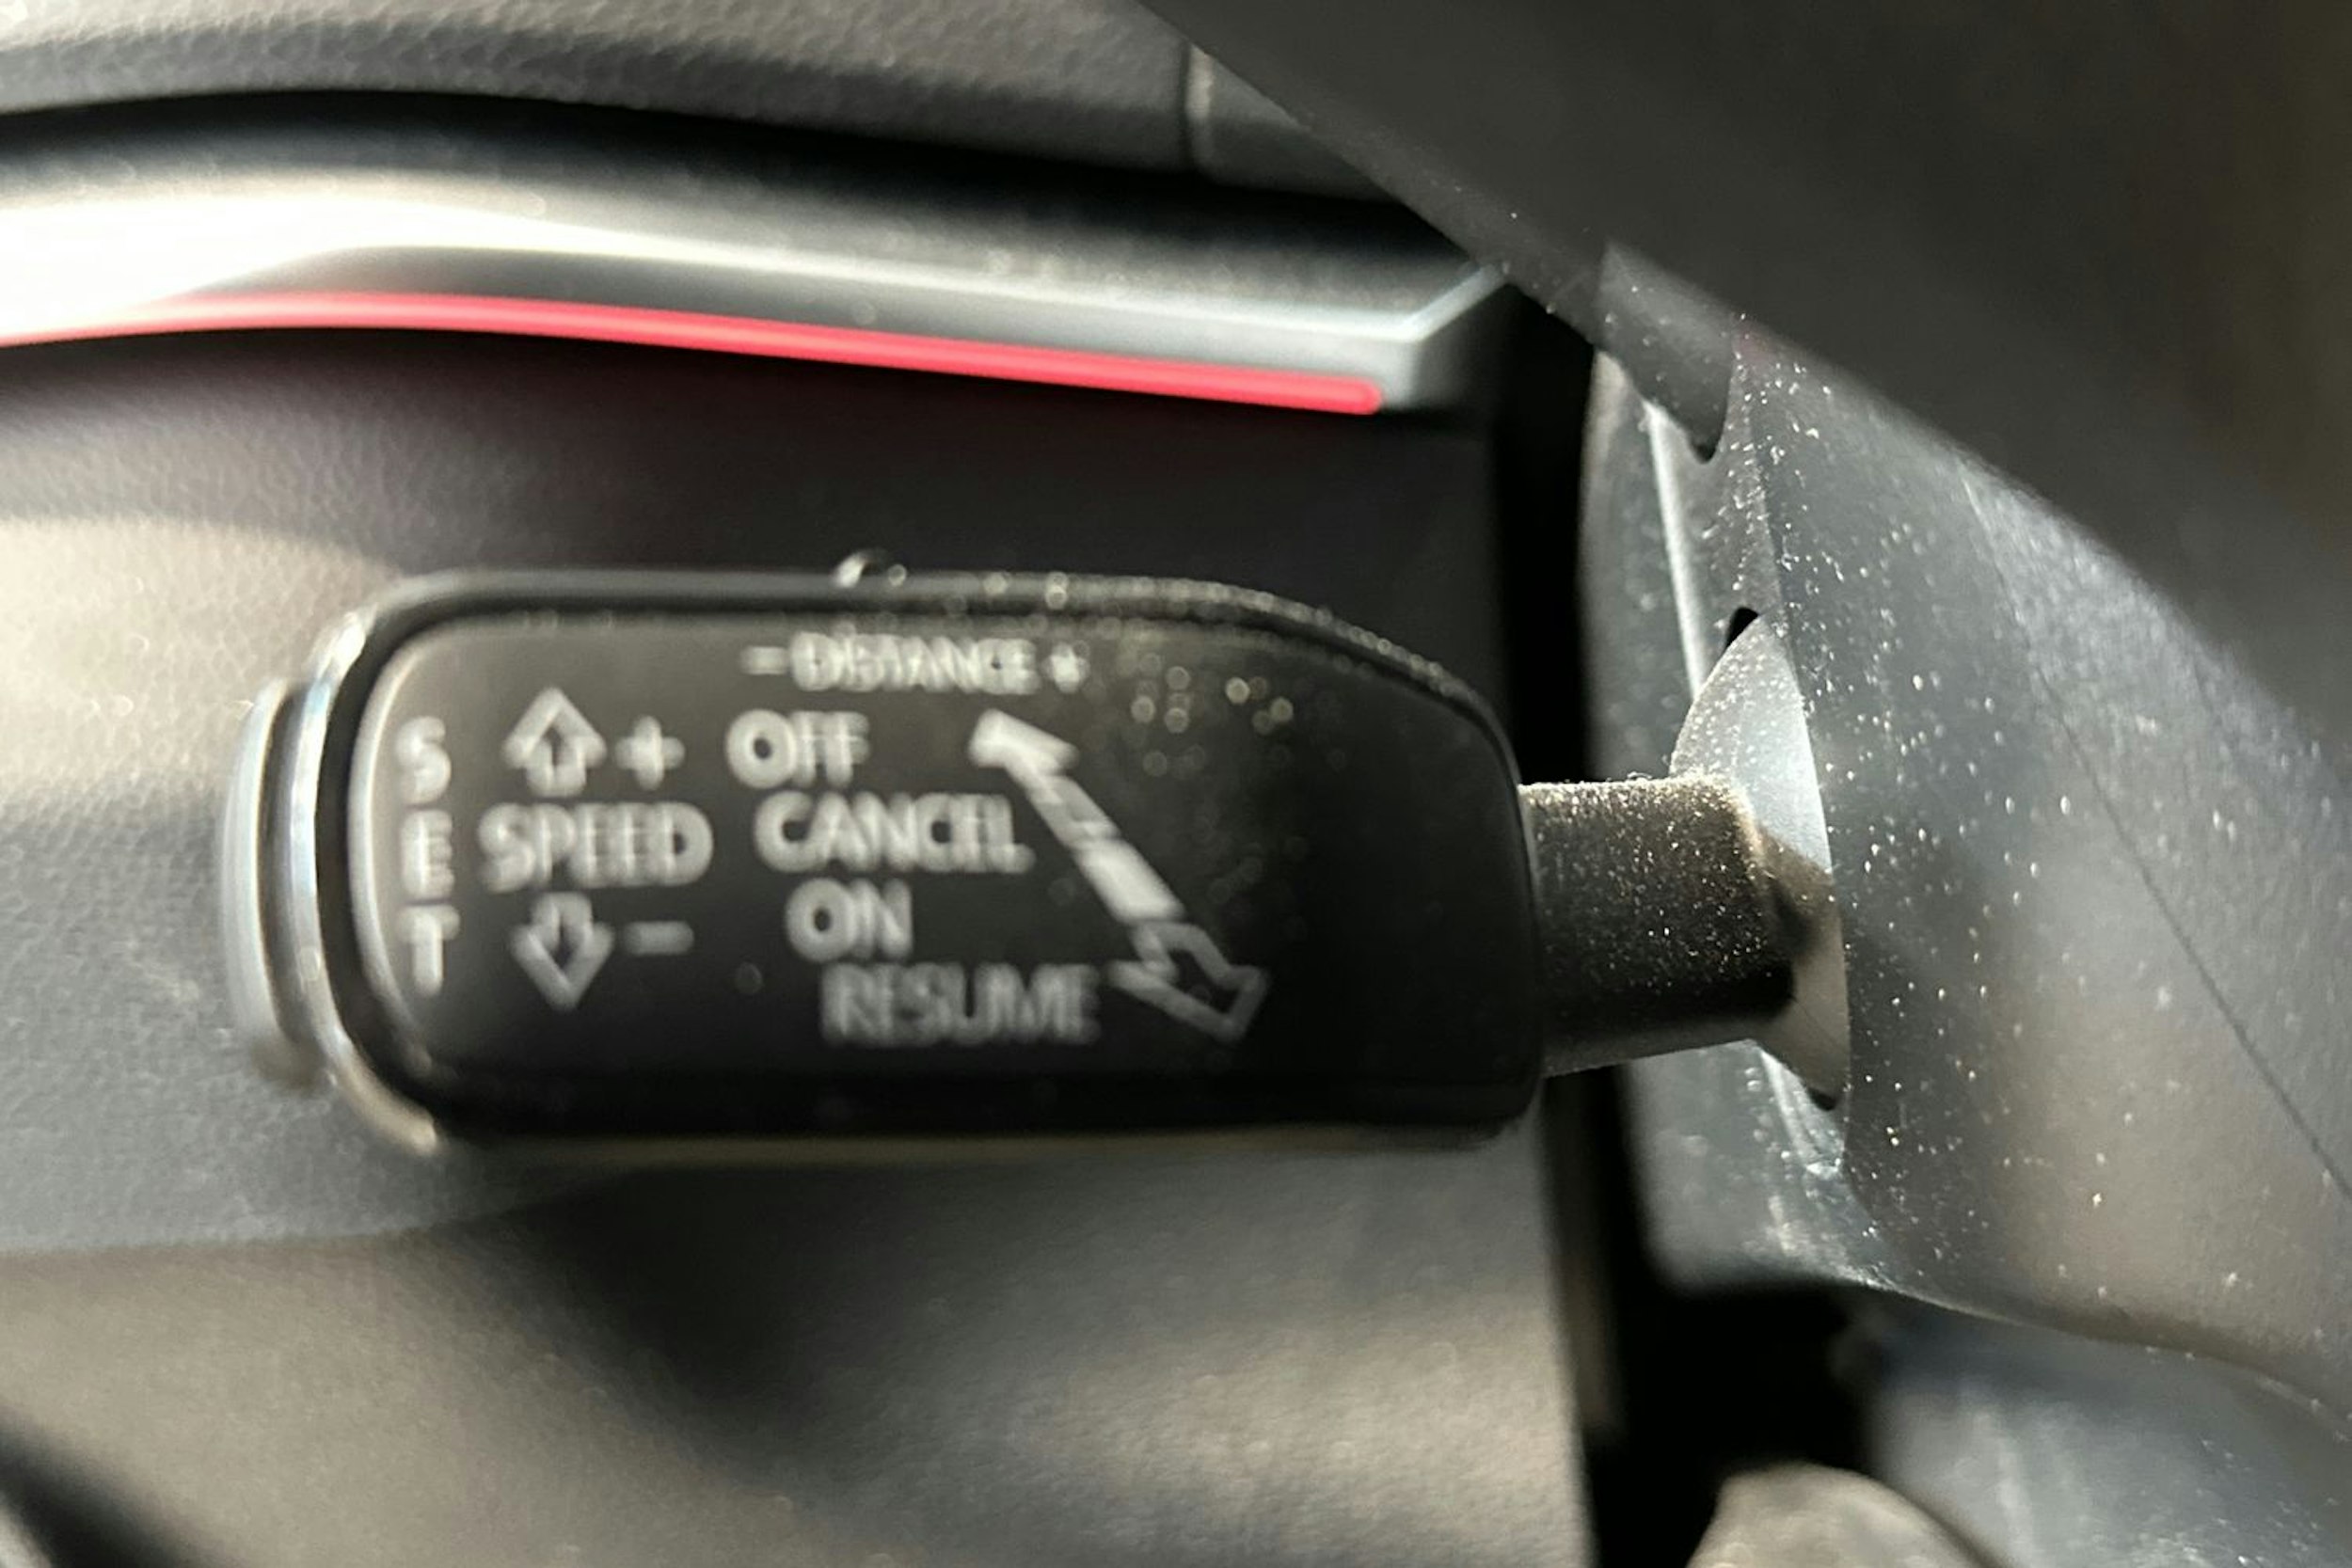 - DISTANCE +
SET
+
SPEED
-
OFF
CANCEL
ON
RESUME